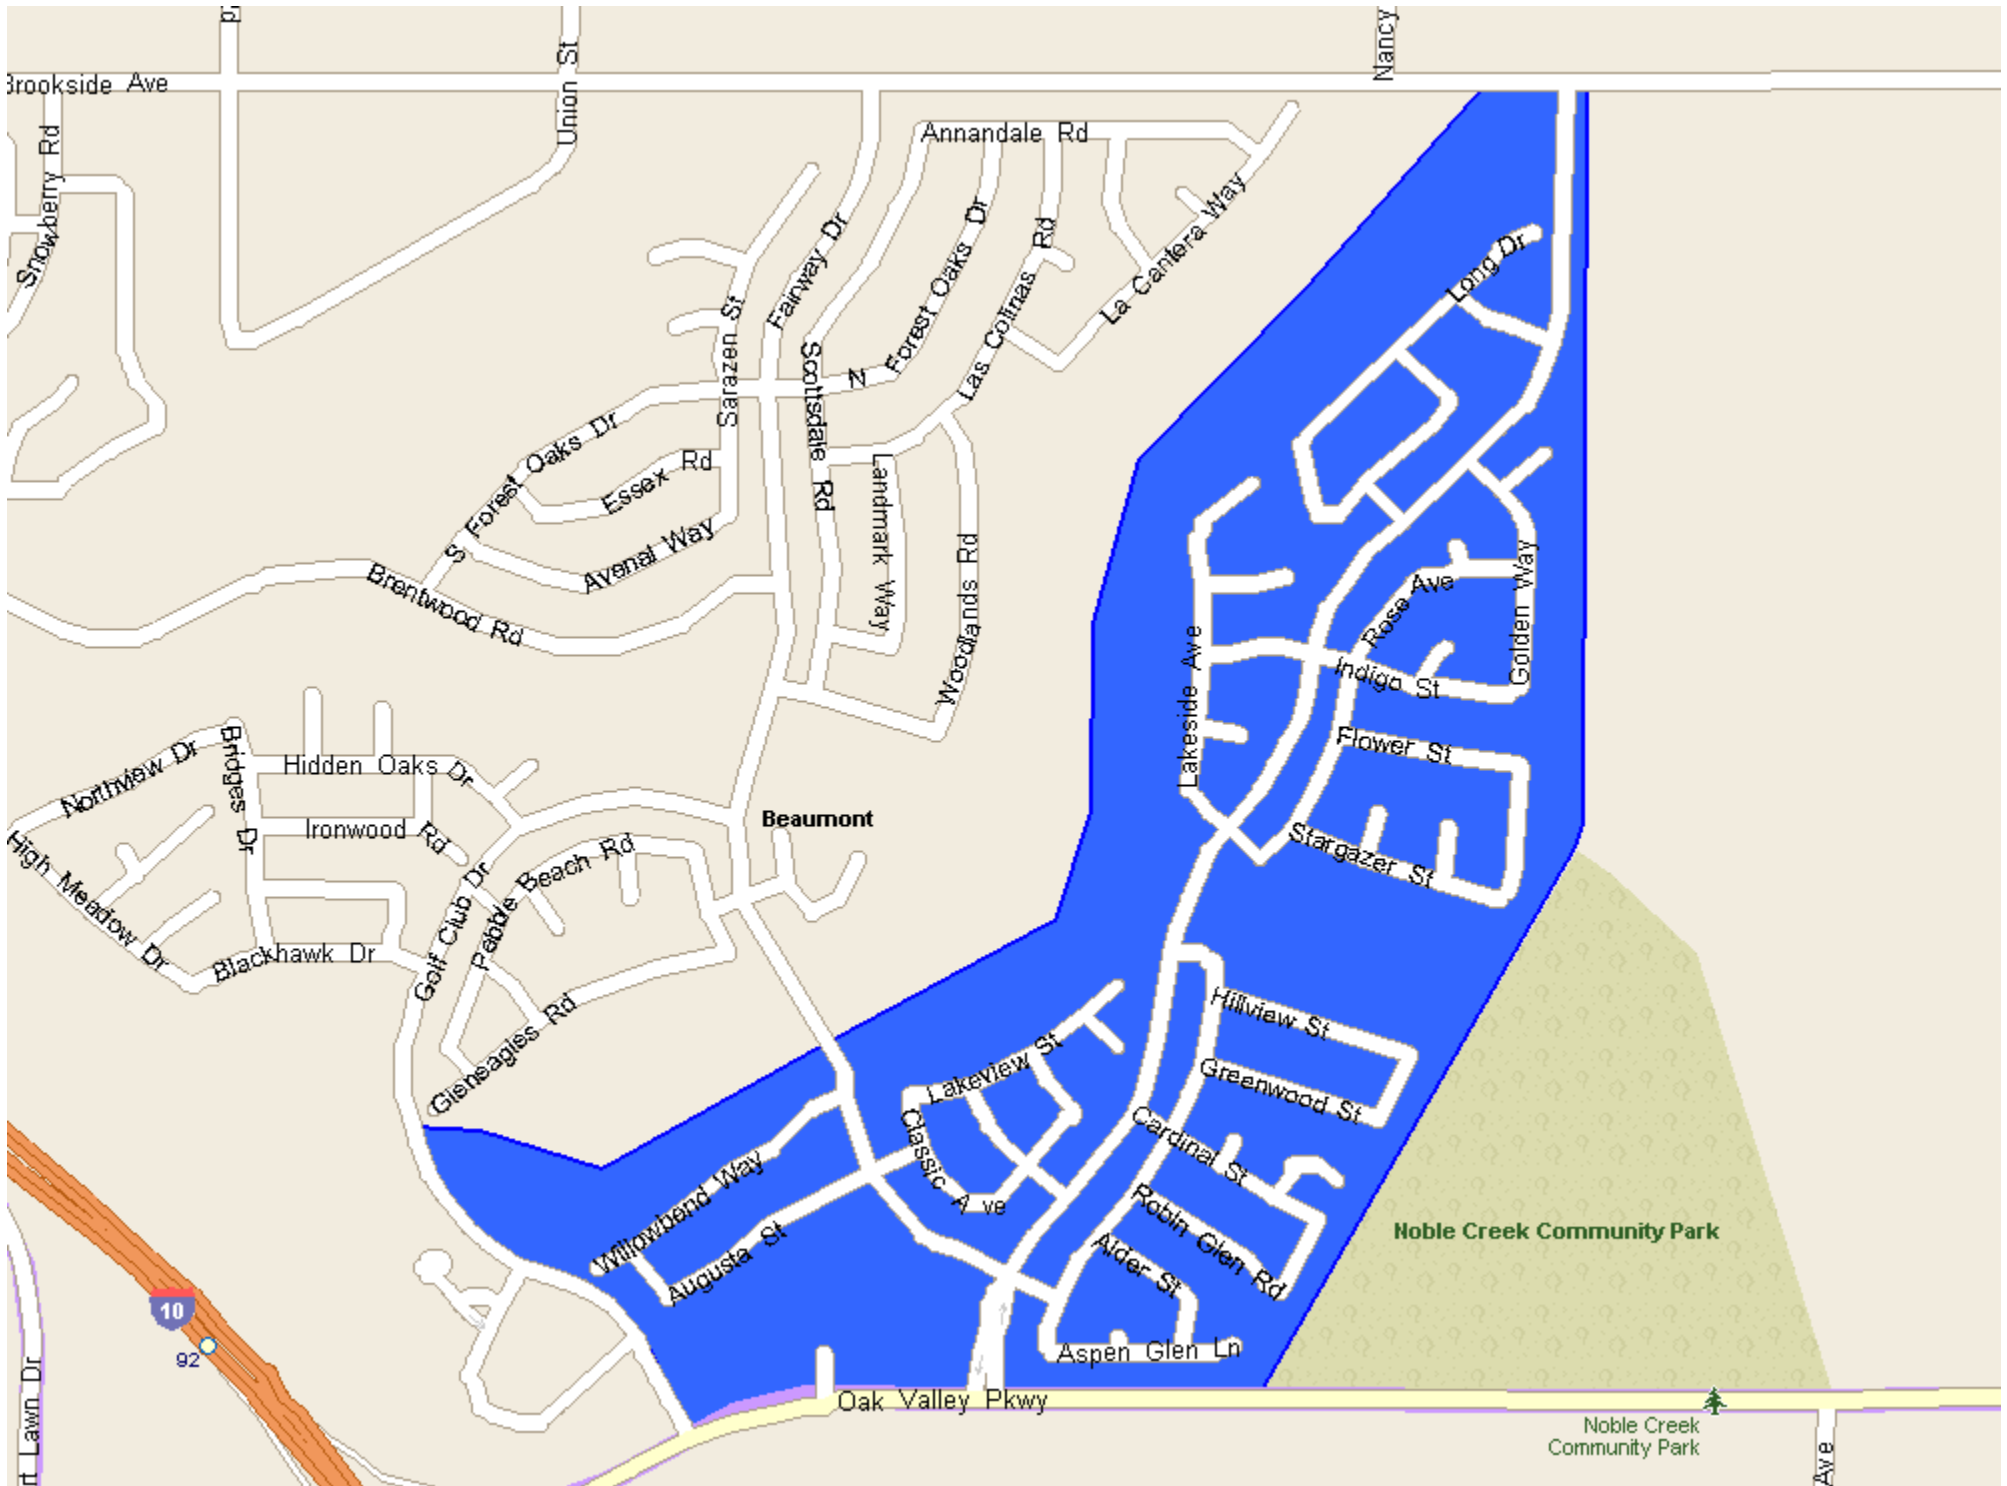 Nancy
Union St
Brookside Ave
Annandale Rd
Snowberry Rd
Fairway Dr
Forest Oaks Dr
N
Las Colinas Rd
La Cantera Way
Long Dr
Sarazen St
Scottsdale Rd
S Forest Oaks Dr
Essex Rd
Avenal Way
Landmark Way
Woodlands Rd
Brentwood Rd
Rose Ave
Golden Way
Indigo St
Lakeside Ave
Flower St
Stargazer St
Northview Dr
Bridges Dr
Hidden Oaks Dr
Ironwood Rd
Beaumont
High Meadow Dr
Blackhawk Dr
Golf Club Dr
Pebble Beach Rd
Gleneagles Rd
Hillview St
Greenwood St
Lakeview St
Classic Ave
Cardinal St
Robin Glen Rd
Alder St
Aspen Glen Ln
Willowbend Way
Augusta St
Noble Creek Community Park
10
92
rt Lawn Dr
Oak Valley Pkwy
Noble Creek
Community Park
Ave